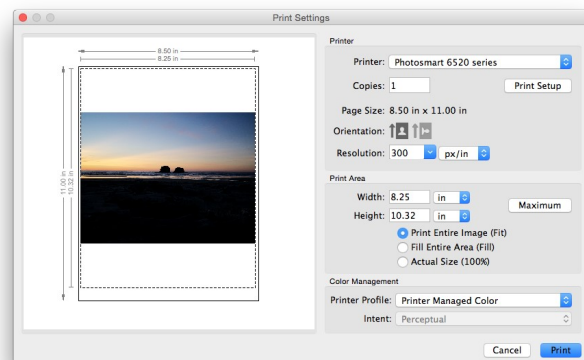 Print Settings
8.50 in
8.25 in
11.00 in
10.32 in
Printer
Printer: Photosmart 6520 series
Copies: 1 Print Setup
Page Size: 8.50 in x 11.00 in
Orientation:
Resolution: 300 px/in
Print Area
Width: 8.25 in
Height: 10.32 in
Maximum
Print Entire Image (Fit)
Fill Entire Area (Fill)
Actual Size (100%)
Color Management
Printer Profile: Printer Managed Color
Intent: Perceptual
Cancel Print